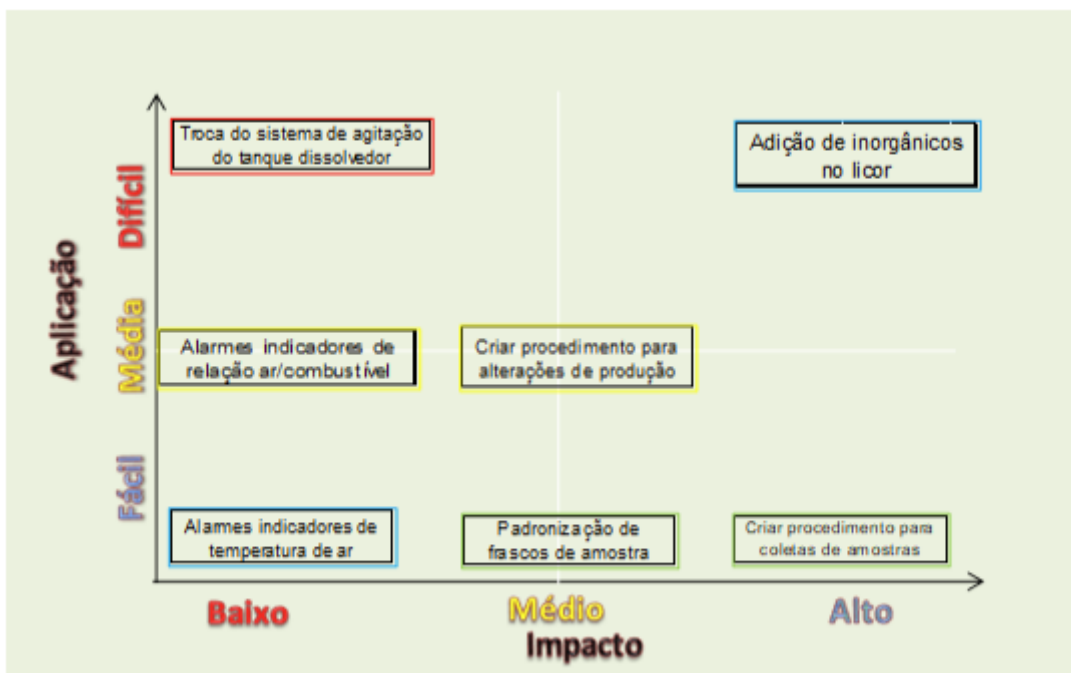 Troca do sistema de agitação
do tanque dissolvedor
Adição de inorgânicos
no licor
Difícil
Aplicação
Média
Alarmes indicadores de
relação ar/combustível
Criar procedimento para
alterações de produção
Fácil
Alarmes indicadores de
temperatura de ar
Padronização de
frascos de amostra
Criar procedimento para
coletas de amostras
Baixo
Médio
Alto
Impacto